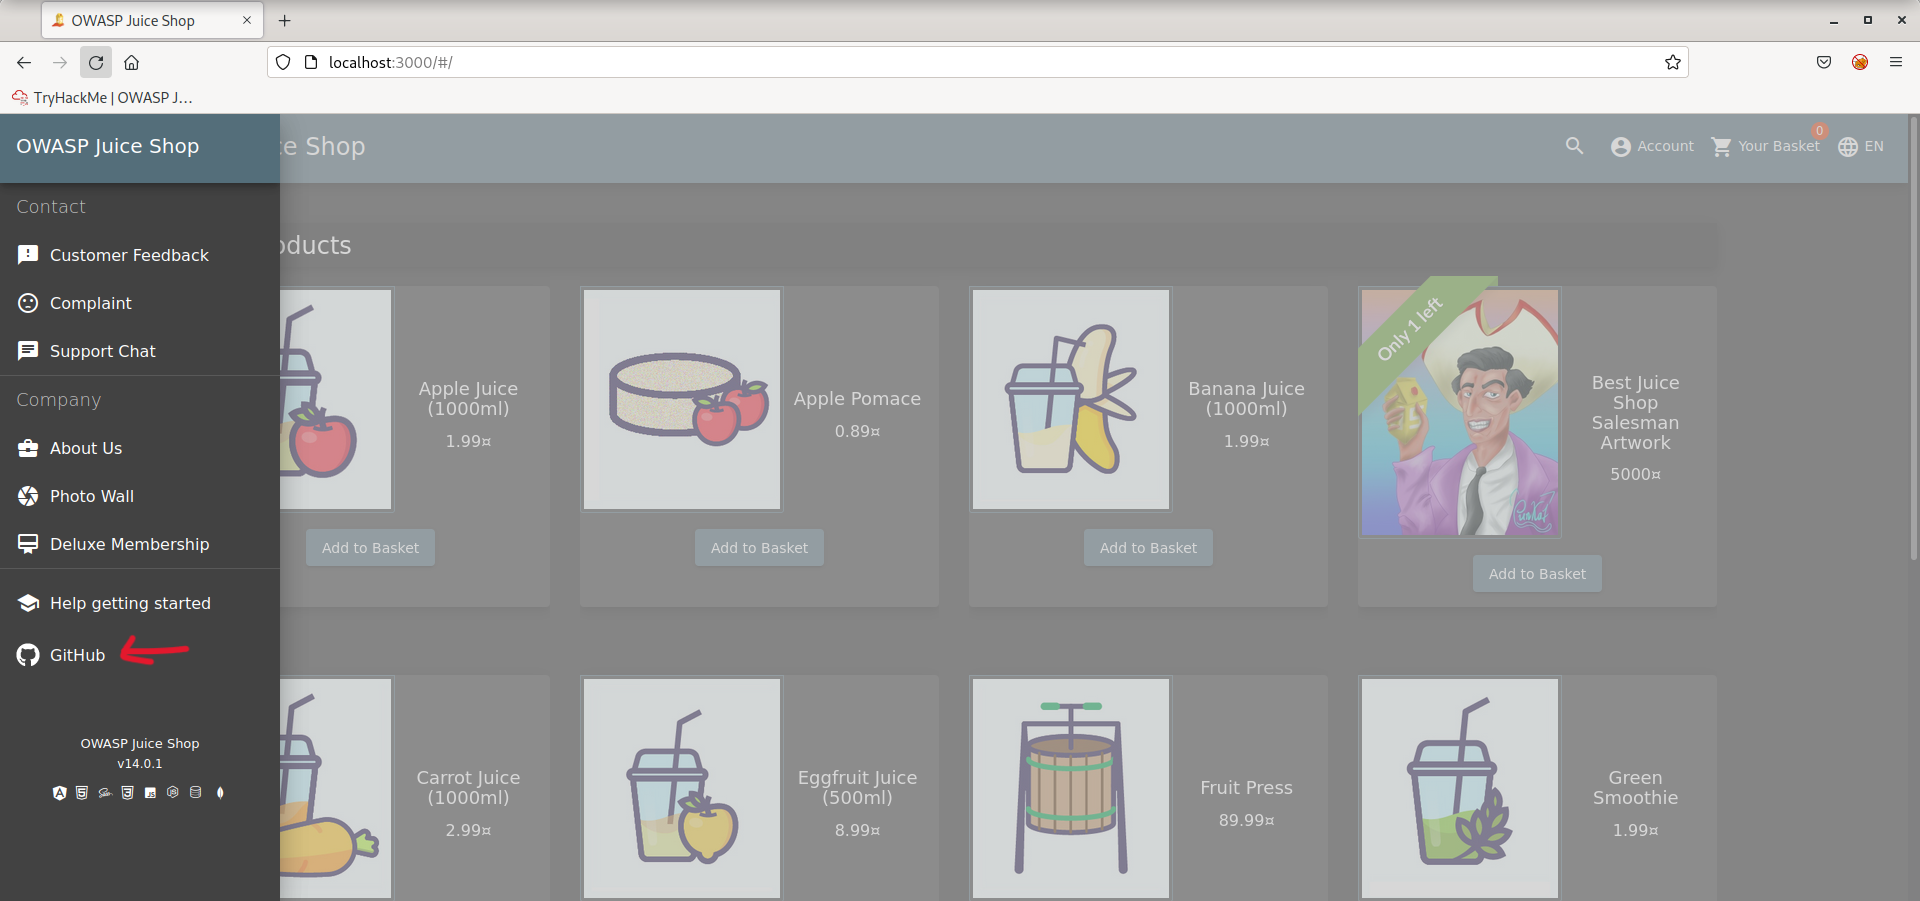 OWASP Juice Shop
localhost:3000/#/
TryHackMe | OWASP J...
OWASP Juice Shop
ce Shop
Account
0
Your Basket
EN
Contact
Customer Feedback
Complaint
Support Chat
Company
About Us
Photo Wall
Deluxe Membership
Help getting started
GitHub
OWASP Juice Shop
v14.0.1
oducts
Apple Juice
(1000ml)
1.99¤
Add to Basket
Apple Pomace
0.89¤
Add to Basket
Banana Juice
(1000ml)
1.99¤
Add to Basket
Only 1 left
Best Juice
Shop
Salesman
Artwork
5000¤
Add to Basket
Carrot Juice
(1000ml)
2.99¤
Eggfruit Juice
(500ml)
8.99¤
Fruit Press
89.99¤
Green
Smoothie
1.99¤